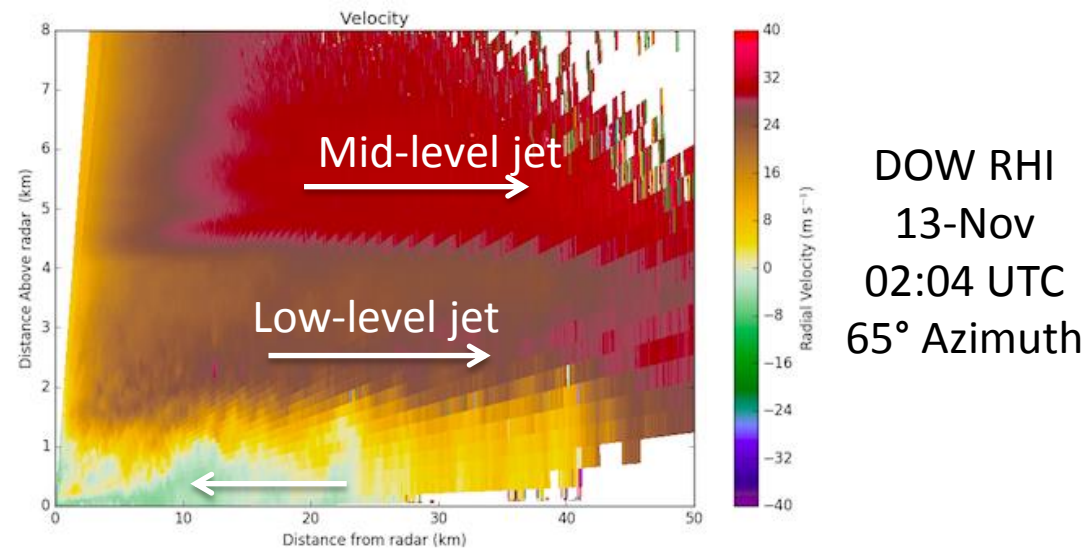 Velocity
8
7
6
5
4
3
2
1
0
Distance Above radar (km)
Mid-level jet
Low-level jet
0 10 20 30 40 50
Distance from radar (km)
40
32
24
16
8
0
−8
−16
−24
−32
−40
Radial Velocity (m s⁻¹)
DOW RHI
13-Nov
02:04 UTC
65° Azimuth